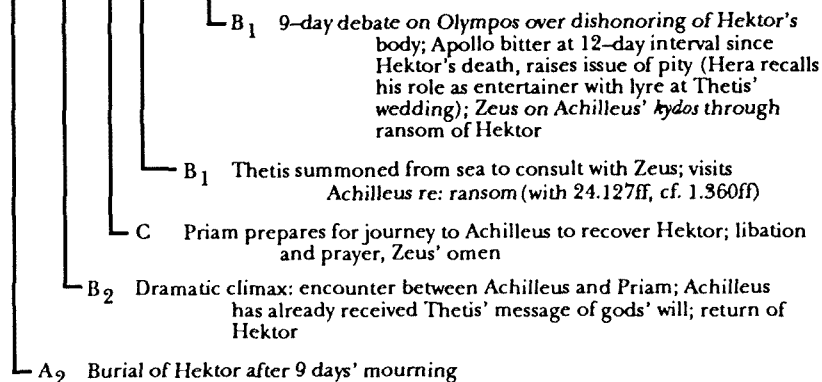 B1 9–day debate on Olympos over dishonoring of Hektor's
body; Apollo bitter at 12–day interval since
Hektor's death, raises issue of pity (Hera recalls
his role as entertainer with lyre at Thetis'
wedding); Zeus on Achilleus' kydos through
ransom of Hektor
B1 Thetis summoned from sea to consult with Zeus; visits
Achilleus re: ransom (with 24.127ff, cf. 1.360ff)
C Priam prepares for journey to Achilleus to recover Hektor; libation
and prayer, Zeus' omen
B2 Dramatic climax: encounter between Achilleus and Priam; Achilleus
has already received Thetis' message of gods' will; return of
Hektor
A2 Burial of Hektor after 9 days' mourning